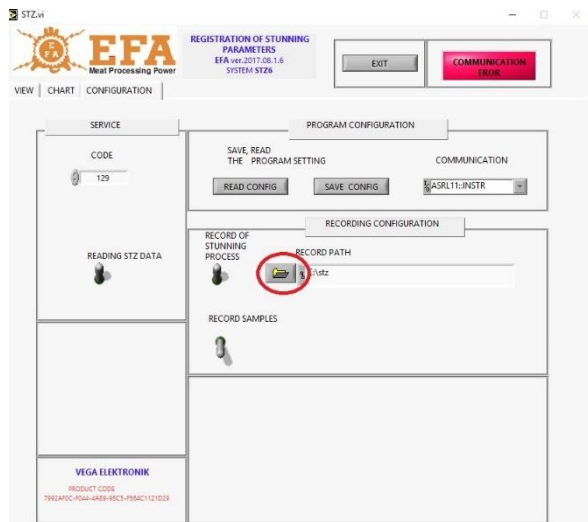 STZ.vi
EFA
EFA
Meat Processing Power
REGISTRATION OF STUNNING
PARAMETERS
EFA ver.2017.08.1.6
SYSTEM STZ6
EXIT
COMMUNICATION
EROR
VIEW
CHART
CONFIGURATION
SERVICE
CODE
129
READING STZ DATA
PROGRAM CONFIGURATION
SAVE, READ
THE PROGRAM SETTING
READ CONFIG
SAVE CONFIG
COMMUNICATION
ASRL11::INSTR
RECORDING CONFIGURATION
RECORD OF
STUNNING
PROCESS
RECORD PATH
C:\stz
RECORD SAMPLES
VEGA ELEKTRONIK
PRODUCT CODE